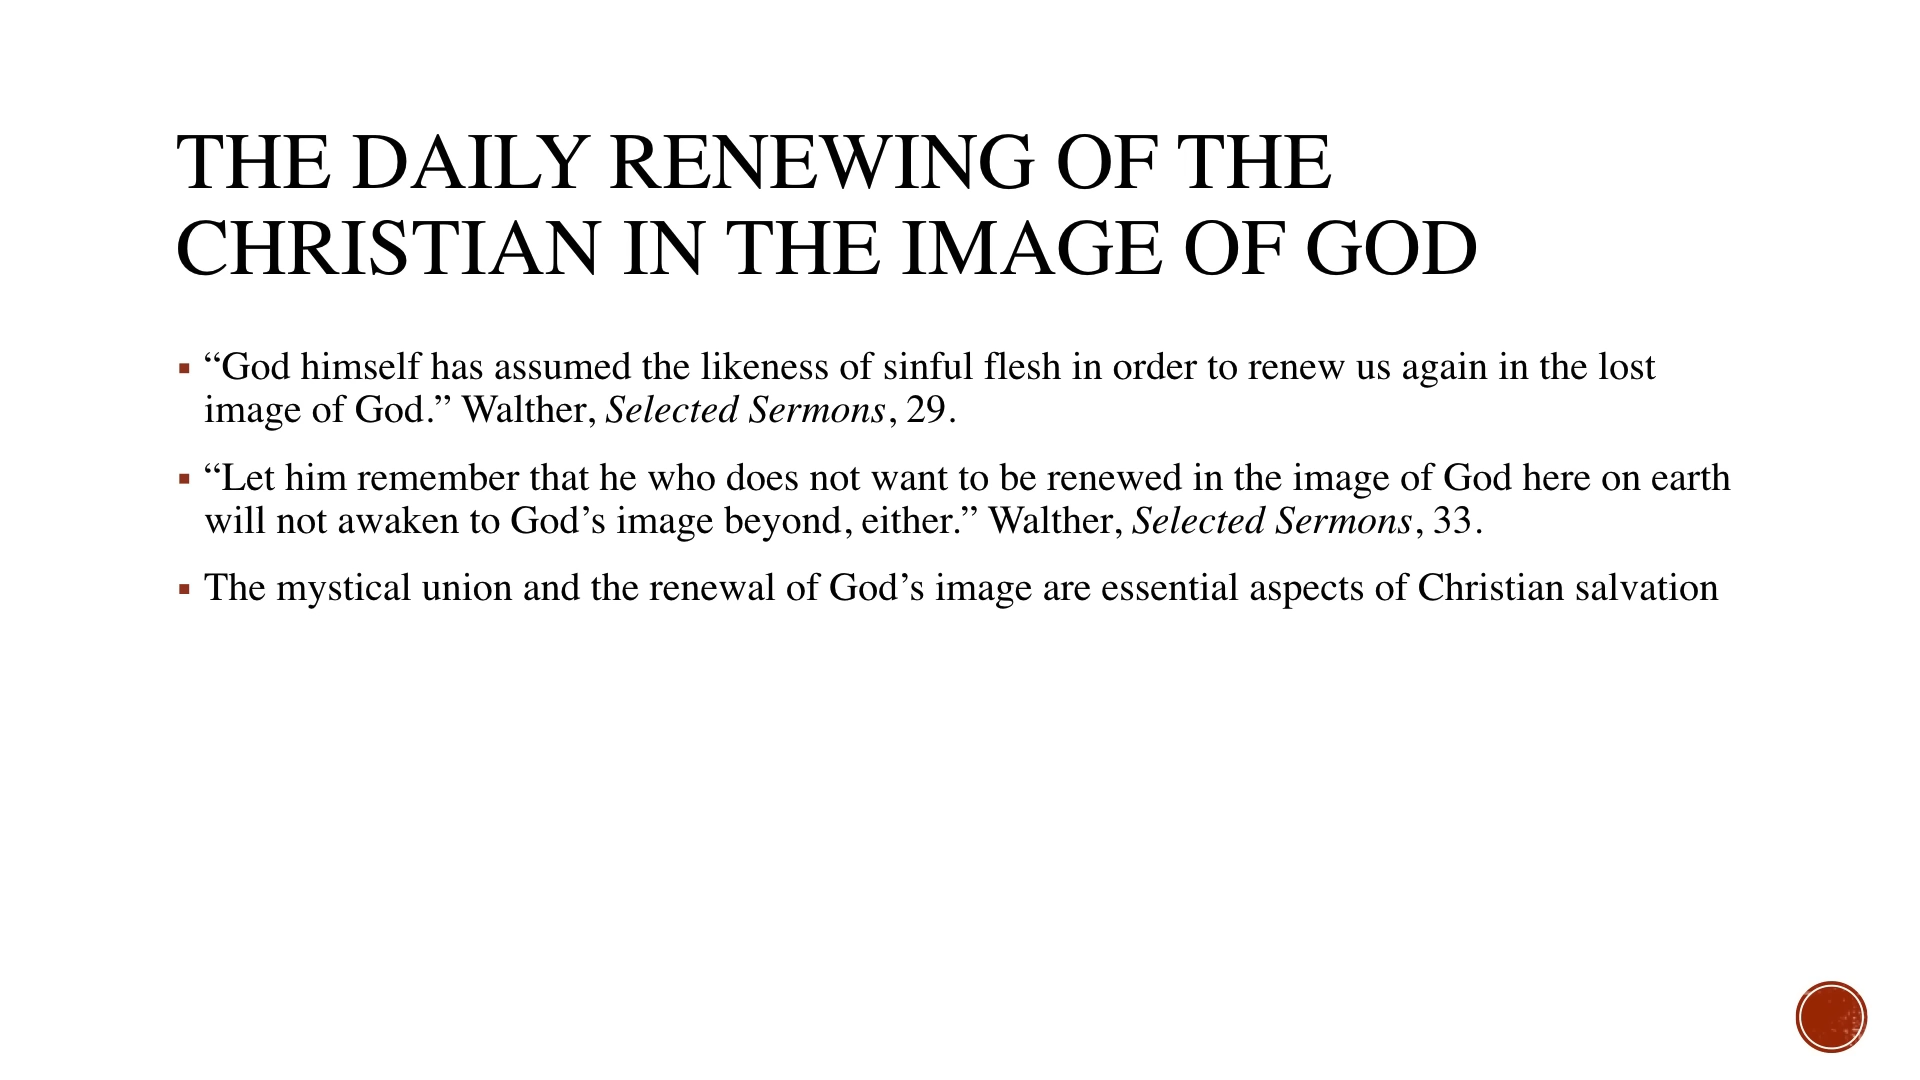 THE DAILY RENEWING OF THE
CHRISTIAN IN THE IMAGE OF GOD
▪ “God himself has assumed the likeness of sinful flesh in order to renew us again in the lost
image of God.” Walther, Selected Sermons, 29.
▪ “Let him remember that he who does not want to be renewed in the image of God here on earth
will not awaken to God’s image beyond, either.” Walther, Selected Sermons, 33.
▪ The mystical union and the renewal of God’s image are essential aspects of Christian salvation